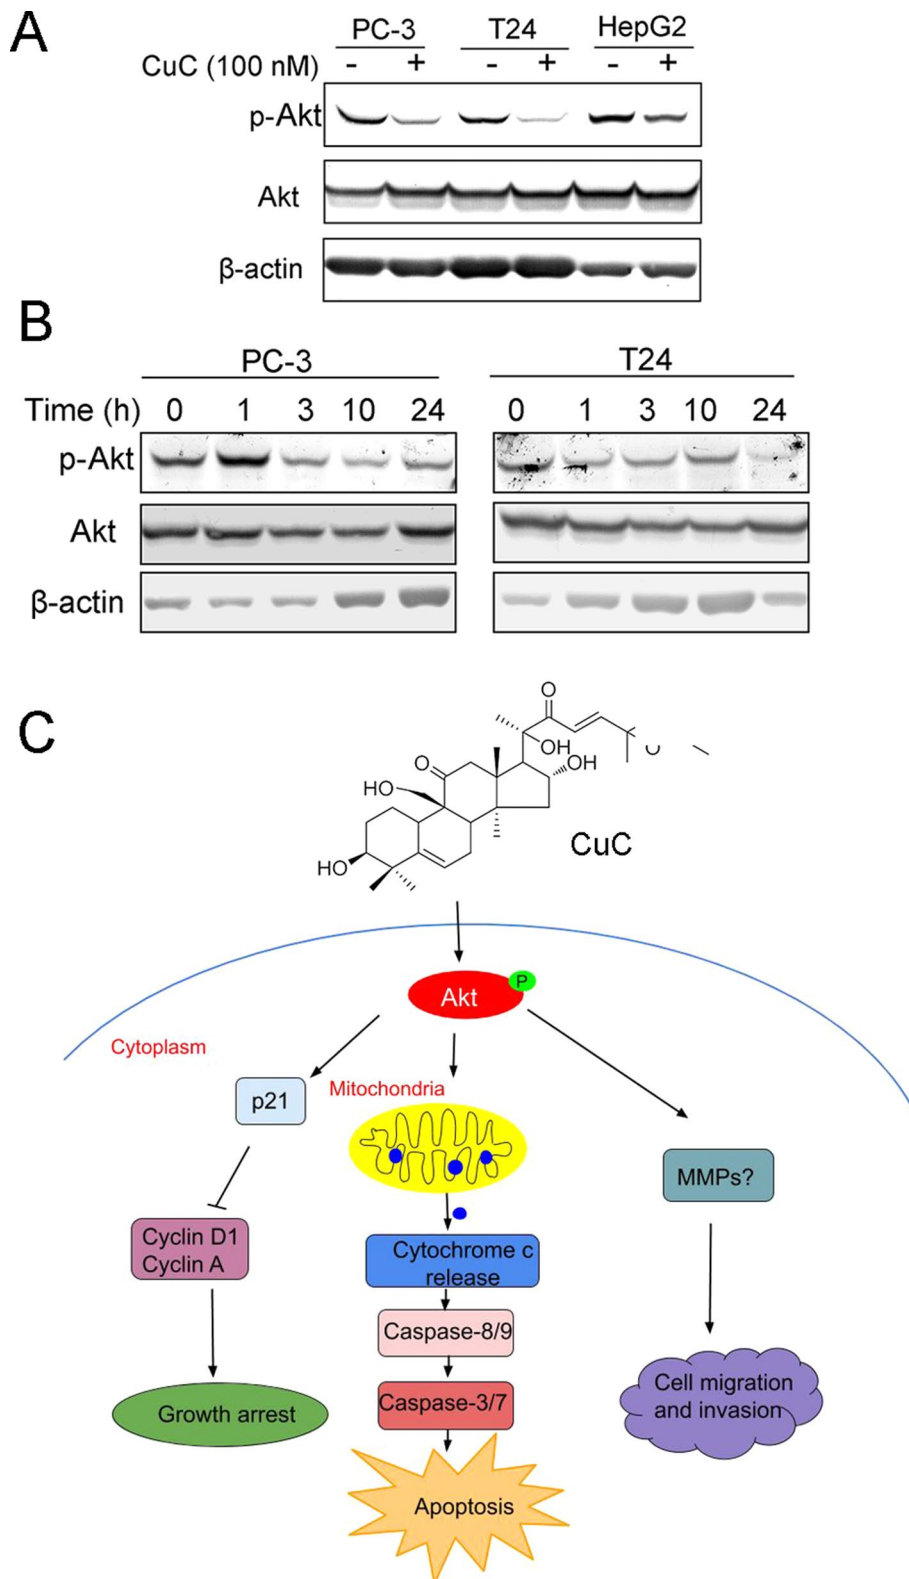 A
PC-3 T24 HepG2
CuC (100 nM) - + - + - +
p-Akt
Akt
β-actin
B
PC-3 T24
Time (h) 0 1 3 10 24 0 1 3 10 24
p-Akt
Akt
β-actin
C
O
OH
O
OH
HO
HO
CuC
P
Akt
Cytoplasm
Mitochondria
p21
MMPs?
Cyclin D1
Cyclin A
Cytochrome c
release
Caspase-8/9
Caspase-3/7
Growth arrest
Cell migration
and invasion
Apoptosis